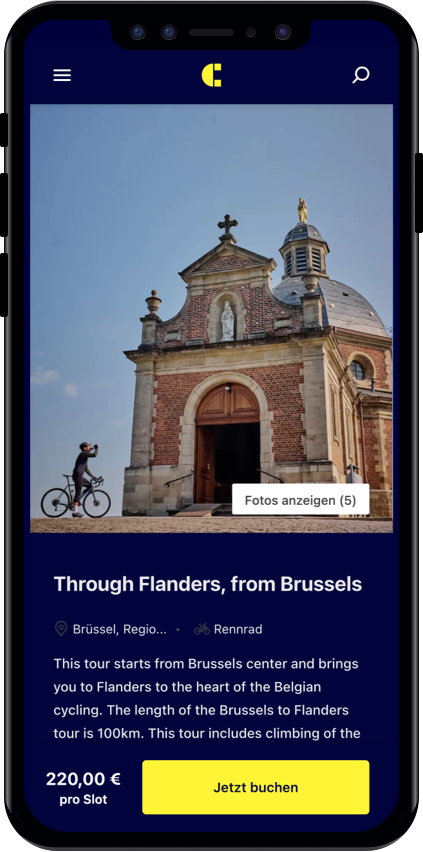 Fotos anzeigen (5)
Through Flanders, from Brussels
Brüssel, Regio... • Rennrad
This tour starts from Brussels center and brings
you to Flanders to the heart of the Belgian
cycling. The length of the Brussels to Flanders
tour is 100km. This tour includes climbing of the
220,00 €
pro Slot
Jetzt buchen